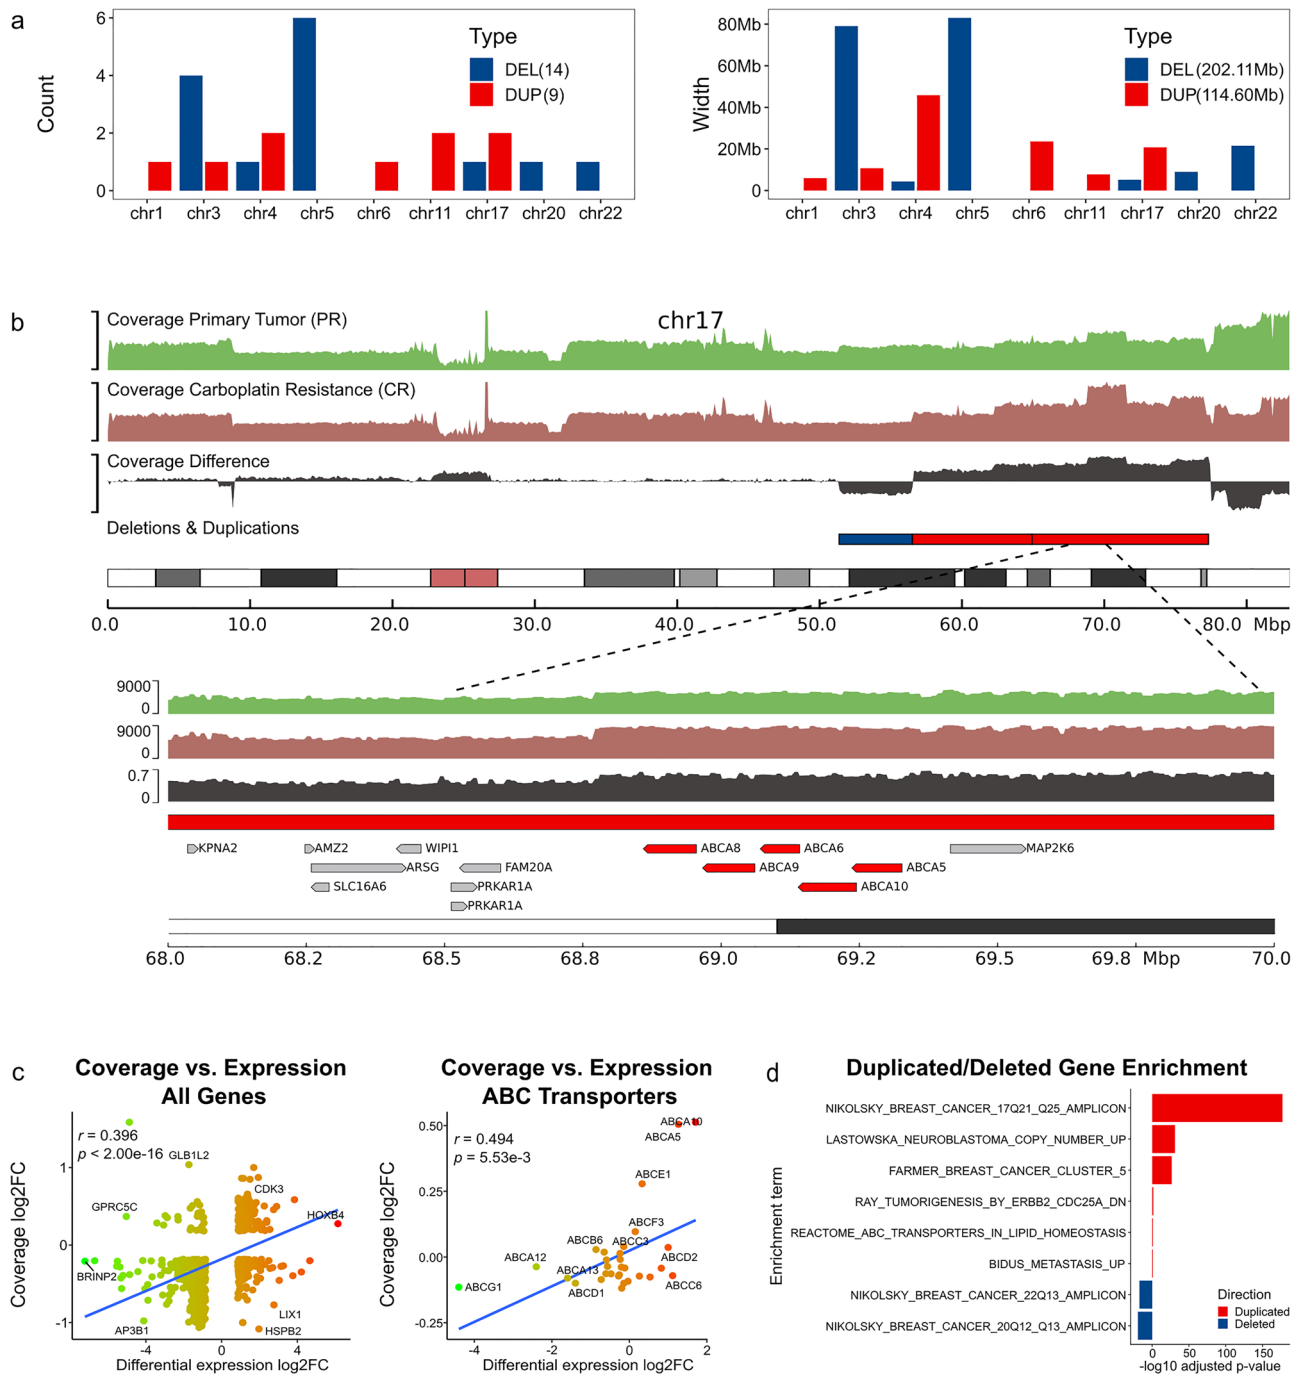 a
6
4
2
0
Count
Type
DEL(14)
DUP(9)
chr1
chr3
chr4
chr5
chr6
chr11
chr17
chr20
chr22
80Mb
60Mb
40Mb
20Mb
0
Width
Type
DEL(202.11Mb)
DUP(114.60Mb)
chr1
chr3
chr4
chr5
chr6
chr11
chr17
chr20
chr22
b
chr17
Coverage Primary Tumor (PR)
Coverage Carboplatin Resistance (CR)
Coverage Difference
Deletions & Duplications
0.0 10.0 20.0 30.0 40.0 50.0 60.0 70.0 80.0 Mbp
9000
0
9000
0
0.7
0
KPNA2 AMZ2 WIPI1 ABCA8 ABCA6 MAP2K6
ARSG FAM20A ABCA9 ABCA5
SLC16A6 PRKAR1A ABCA10
PRKAR1A
68.0 68.2 68.5 68.8 69.0 69.2 69.5 69.8 Mbp 70.0
c
Coverage vs. Expression
All Genes
r = 0.396
p < 2.00e-16
GLB1L2
CDK3
GPRC5C
HOXB4
BRINP2
LIX1
AP3B1
HSPB2
1
0
-1
Coverage log2FC
-4 0 4
Differential expression log2FC
Coverage vs. Expression
ABC Transporters
r = 0.494
p = 5.53e-3
ABCA10
ABCA5
ABCE1
ABCF3
ABCB6
ABCC3
ABCA12
ABCD2
ABCA13
ABCG1
ABCD1
ABCC6
0.50
0.25
0.00
-0.25
Coverage log2FC
-4 -2 0 2
Differential expression log2FC
d
Duplicated/Deleted Gene Enrichment
Enrichment term
NIKOLSKY_BREAST_CANCER_17Q21_Q25_AMPLICON
LASTOWSKA_NEUROBLASTOMA_COPY_NUMBER_UP
FARMER_BREAST_CANCER_CLUSTER_5
RAY_TUMORIGENESIS_BY_ERBB2_CDC25A_DN
REACTOME_ABC_TRANSPORTERS_IN_LIPID_HOMEOSTASIS
BIDUS_METASTASIS_UP
NIKOLSKY_BREAST_CANCER_22Q13_AMPLICON
NIKOLSKY_BREAST_CANCER_20Q12_Q13_AMPLICON
Direction
Duplicated
Deleted
0 50 100 150
-log10 adjusted p-value